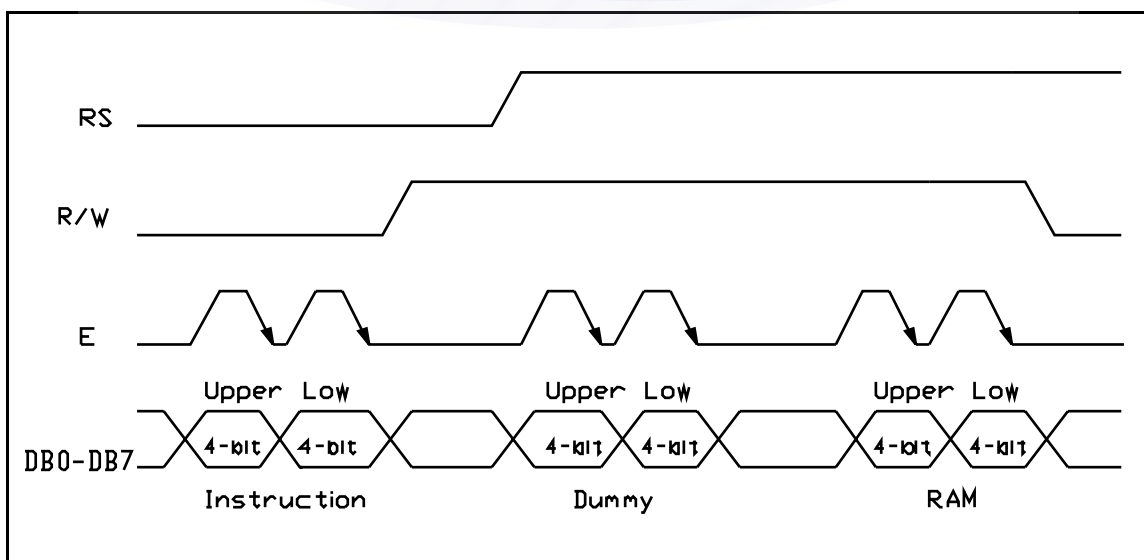 RS
R/W
E
Upper Low Upper Low Upper Low
DB0-DB7 4-bit 4-bit 4-bit 4-bit 4-bit 4-bit
Instruction Dummy RAM